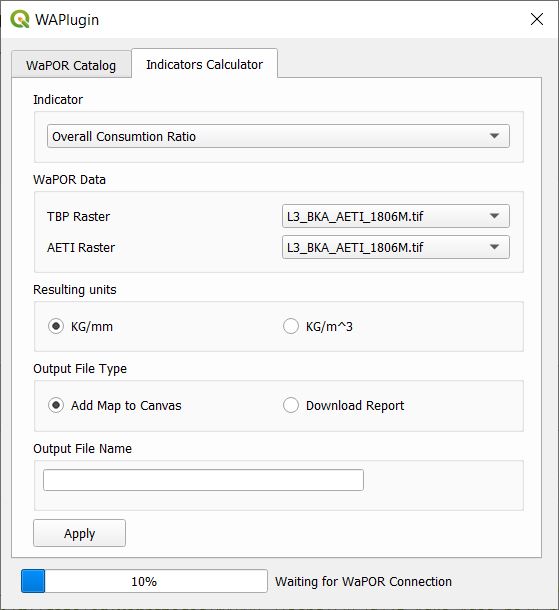 WAPlugin
WaPOR Catalog
Indicators Calculator
Indicator
Overall Consumtion Ratio
WaPOR Data
TBP Raster
L3_BKA_AETI_1806M.tif
AETI Raster
L3_BKA_AETI_1806M.tif
Resulting units
KG/mm
KG/m^3
Output File Type
Add Map to Canvas
Download Report
Output File Name
Apply
10%
Waiting for WaPOR Connection